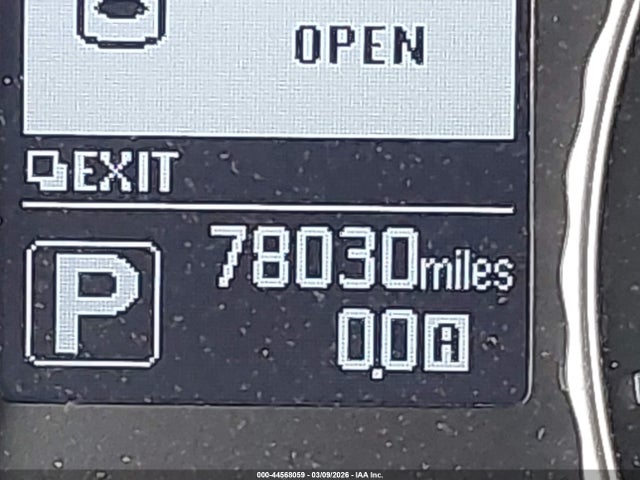 OPEN
EXIT
P
78030miles
0.0A
000-44568059 - 03/09/2026 - IAA Inc.